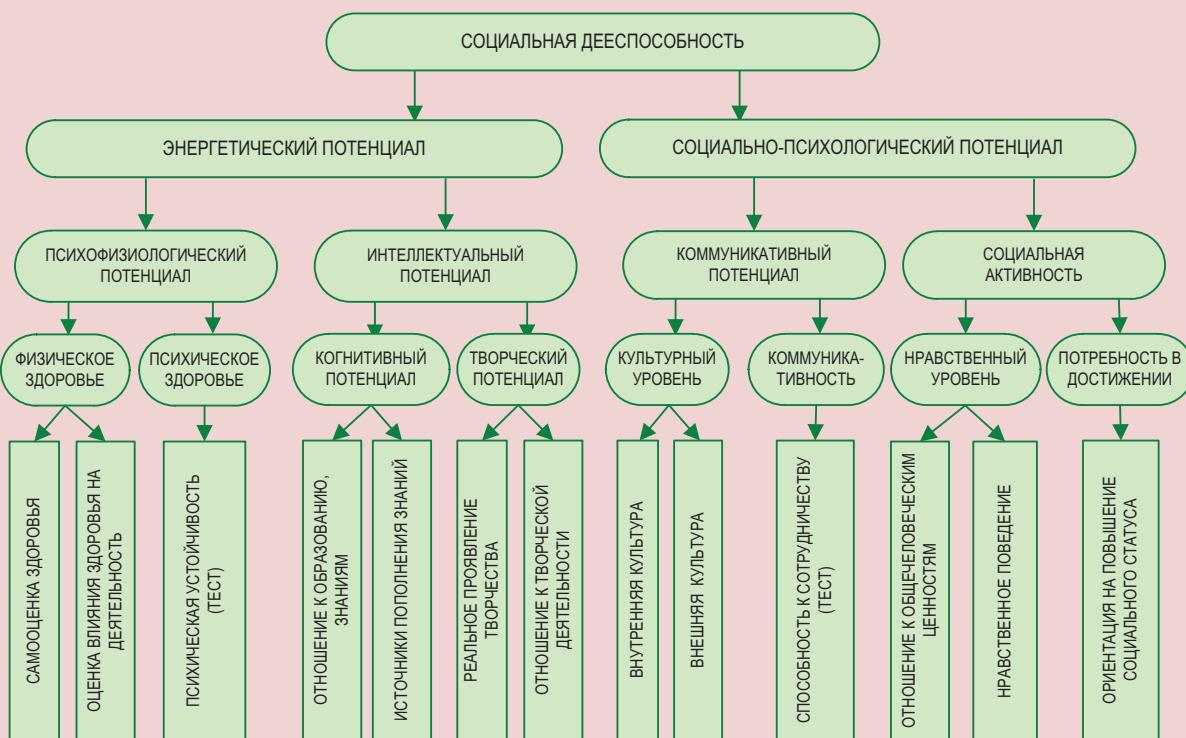 СОЦИАЛЬНАЯ ДЕЕСПОСОБНОСТЬ
ЭНЕРГЕТИЧЕСКИЙ ПОТЕНЦИАЛ
СОЦИАЛЬНО-ПСИХОЛОГИЧЕСКИЙ ПОТЕНЦИАЛ
ПСИХОФИЗИОЛОГИЧЕСКИЙ
ПОТЕНЦИАЛ
ИНТЕЛЛЕКТУАЛЬНЫЙ
ПОТЕНЦИАЛ
КОММУНИКАТИВНЫЙ
ПОТЕНЦИАЛ
СОЦИАЛЬНАЯ
АКТИВНОСТЬ
ФИЗИЧЕСКОЕ
ЗДОРОВЬЕ
ПСИХИЧЕСКОЕ
ЗДОРОВЬЕ
КОГНИТИВНЫЙ
ПОТЕНЦИАЛ
ТВОРЧЕСКИЙ
ПОТЕНЦИАЛ
КУЛЬТУРНЫЙ
УРОВЕНЬ
КОММУНИКА-
ТИВНОСТЬ
НРАВСТВЕННЫЙ
УРОВЕНЬ
ПОТРЕБНОСТЬ В
ДОСТИЖЕНИИ
САМООЦЕНКА ЗДОРОВЬЯ
ОЦЕНКА ВЛИЯНИЯ ЗДОРОВЬЯ НА
ДЕЯТЕЛЬНОСТЬ
ПСИХИЧЕСКАЯ УСТОЙЧИВОСТЬ
(ТЕСТ)
ОТНОШЕНИЕ К ОБРАЗОВАНИЮ,
ЗНАНИЯМ
ИСТОЧНИКИ ПОПОЛНЕНИЯ ЗНАНИЙ
РЕАЛЬНОЕ ПРОЯВЛЕНИЕ
ТВОРЧЕСТВА
ОТНОШЕНИЕ К ТВОРЧЕСКОЙ
ДЕЯТЕЛЬНОСТИ
ВНУТРЕННЯЯ КУЛЬТУРА
ВНЕШНЯЯ КУЛЬТУРА
СПОСОБНОСТЬ К СОТРУДНИЧЕСТВУ
(ТЕСТ)
ОТНОШЕНИЕ К ОБЩЕЧЕЛОВЕЧЕСКИМ
ЦЕННОСТЯМ
НРАВСТВЕННОЕ ПОВЕДЕНИЕ
ОРИЕНТАЦИЯ НА ПОВЫШЕНИЕ
СОЦИАЛЬНОГО СТАТУСА